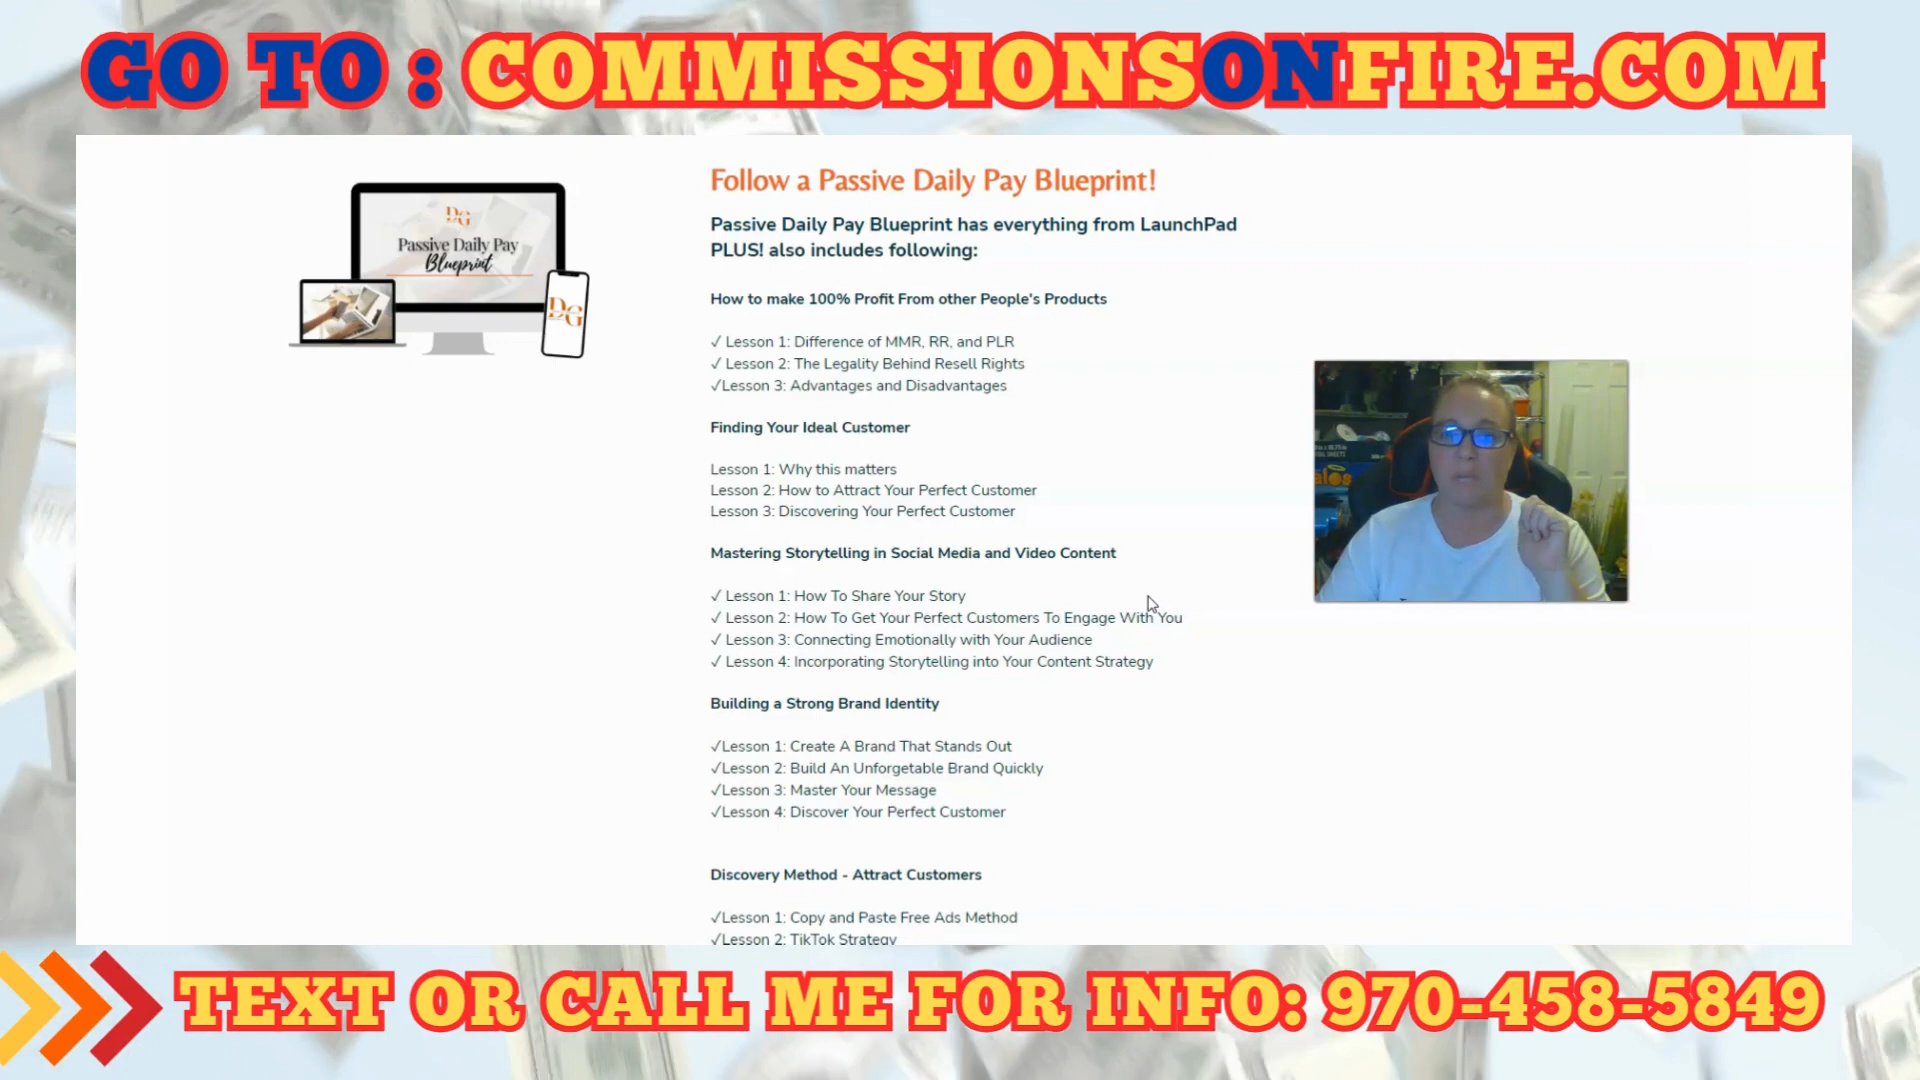 GO TO : COMMISSIONSONFIRE.COM
DG
Passive Daily Pay
Blueprint
DG
Follow a Passive Daily Pay Blueprint!
Passive Daily Pay Blueprint has everything from LaunchPad
PLUS! also includes following:
How to make 100% Profit From other People's Products
✓ Lesson 1: Difference of MMR, RR, and PLR
✓ Lesson 2: The Legality Behind Resell Rights
✓Lesson 3: Advantages and Disadvantages
Finding Your Ideal Customer
Lesson 1: Why this matters
Lesson 2: How to Attract Your Perfect Customer
Lesson 3: Discovering Your Perfect Customer
Mastering Storytelling in Social Media and Video Content
✓ Lesson 1: How To Share Your Story
✓ Lesson 2: How To Get Your Perfect Customers To Engage With You
✓ Lesson 3: Connecting Emotionally with Your Audience
✓ Lesson 4: Incorporating Storytelling into Your Content Strategy
Building a Strong Brand Identity
✓Lesson 1: Create A Brand That Stands Out
✓Lesson 2: Build An Unforgetable Brand Quickly
✓Lesson 3: Master Your Message
✓Lesson 4: Discover Your Perfect Customer
Discovery Method - Attract Customers
✓Lesson 1: Copy and Paste Free Ads Method
✓Lesson 2: TikTok Strategy
TEXT OR CALL ME FOR INFO: 970-458-5849